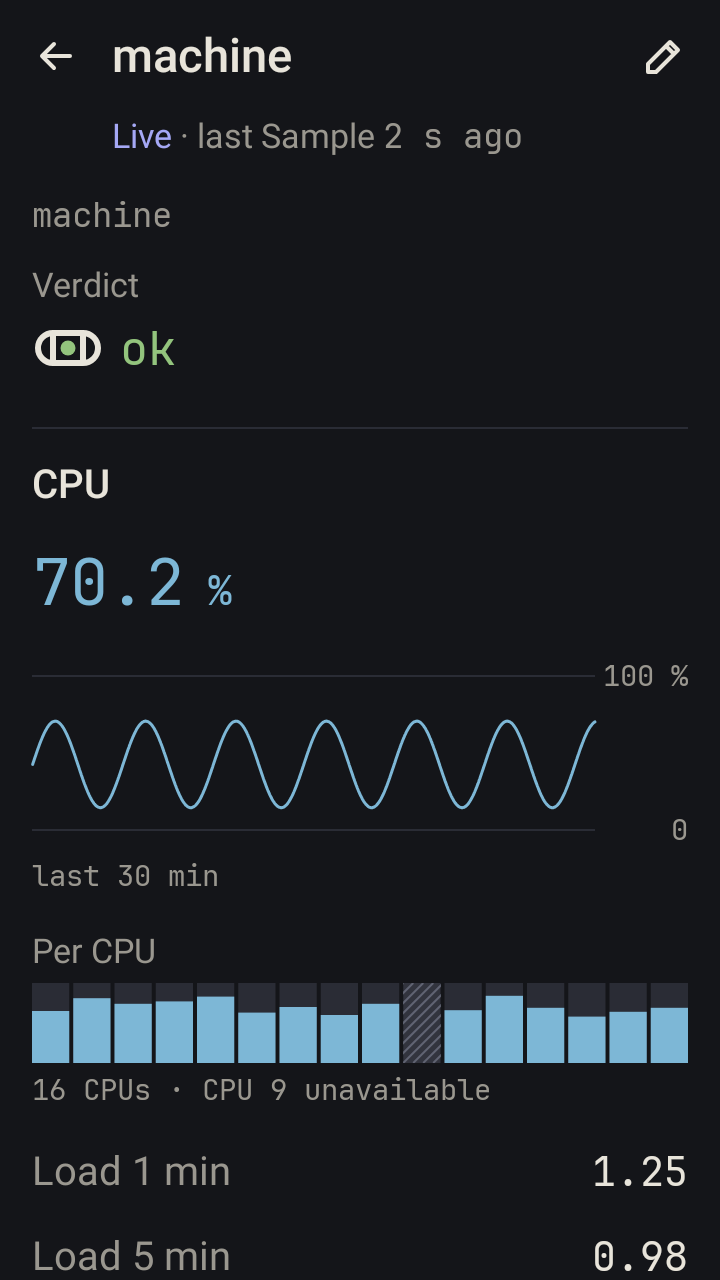 machine
Live · last Sample 2 s ago
machine
Verdict
ok
CPU
70.2 %
100 %
0
last 30 min
Per CPU
16 CPUs · CPU 9 unavailable
Load 1 min 1.25
Load 5 min 0.98